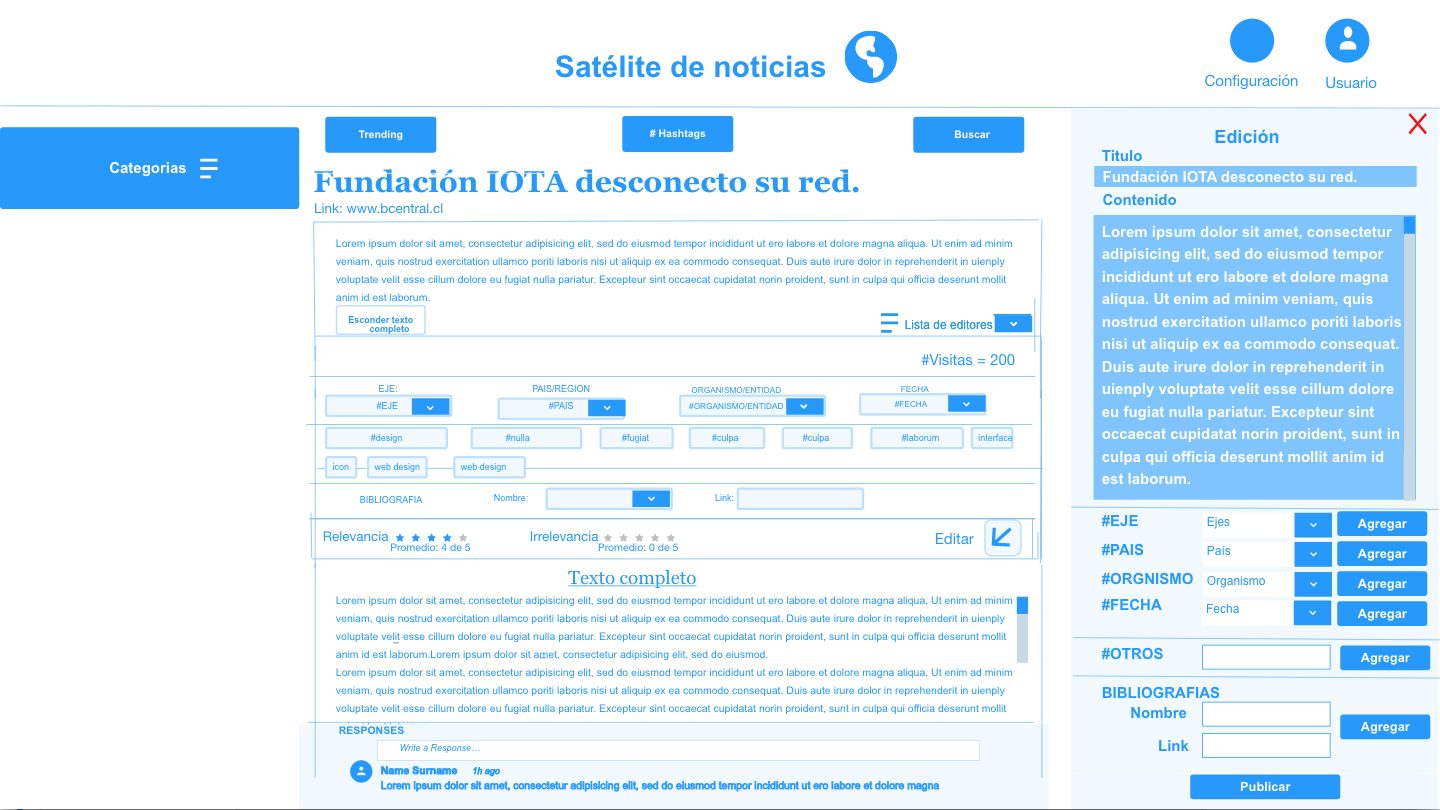 Satélite de noticias
Configuración
Usuario
Categorias
Trending
# Hashtags
Buscar
Fundación IOTA desconecto su red.
Link: www.bcentral.cl
Lorem ipsum dolor sit amet, consectetur adipisicing elit, sed do eiusmod tempor incididunt ut ero labore et dolore magna aliqua. Ut enim ad minim
veniam, quis nostrud exercitation ullamco poriti laboris nisi ut aliquip ex ea commodo consequat. Duis aute irure dolor in reprehenderit in uienply
voluptate velit esse cillum dolore eu fugiat nulla pariatur. Excepteur sint occaecat cupidatat norin proident, sunt in culpa qui officia deserunt mollit
anim id est laborum.
Esconder texto
completo
Lista de editores
#Visitas = 200
EJE:
PAIS/REGION
ORGANISMO/ENTIDAD
FECHA
#EJE
#PAIS
#ORGANISMO/ENTIDAD
#FECHA
#design
#nulla
#fugiat
#culpa
#culpa
#laborum
interface
icon
web design
web design
BIBLIOGRAFIA
Nombre:
Link:
Relevancia
Promedio: 4 de 5
Irrelevancia
Promedio: 0 de 5
Editar
Texto completo
Lorem ipsum dolor sit amet, consectetur adipisicing elit, sed do eiusmod tempor incididunt ut ero labore et dolore magna aliqua. Ut enim ad minim
veniam, quis nostrud exercitation ullamco poriti laboris nisi ut aliquip ex ea commodo consequat. Duis aute irure dolor in reprehenderit in uienply
voluptate velit esse cillum dolore eu fugiat nulla pariatur. Excepteur sint occaecat cupidatat norin proident, sunt in culpa qui officia deserunt mollit
anim id est laborum.Lorem ipsum dolor sit amet, consectetur adipisicing elit, sed do eiusmod.
Lorem ipsum dolor sit amet, consectetur adipisicing elit, sed do eiusmod tempor incididunt ut ero labore et dolore magna aliqua. Ut enim ad minim
veniam, quis nostrud exercitation ullamco poriti laboris nisi ut aliquip ex ea commodo consequat. Duis aute irure dolor in reprehenderit in uienply
voluptate velit esse cillum dolore eu fugiat nulla pariatur. Excepteur sint occaecat cupidatat norin proident, sunt in culpa qui officia deserunt mollit
RESPONSES
Write a Response...
Name Surname 1h ago
Lorem ipsum dolor sit amet, consectetur adipisicing elit, sed do eiusmod tempor incididunt ut ero labore et dolore magna
Edición
Titulo
Fundación IOTA desconecto su red.
Contenido
Lorem ipsum dolor sit amet, consectetur
adipisicing elit, sed do eiusmod tempor
incididunt ut ero labore et dolore magna
aliqua. Ut enim ad minim veniam, quis
nostrud exercitation ullamco poriti laboris
nisi ut aliquip ex ea commodo consequat.
Duis aute irure dolor in reprehenderit in
uienply voluptate velit esse cillum dolore
eu fugiat nulla pariatur. Excepteur sint
occaecat cupidatat norin proident, sunt in
culpa qui officia deserunt mollit anim id
est laborum.
#EJE
Ejes
Agregar
#PAIS
País
Agregar
#ORGNISMO
Organismo
Agregar
#FECHA
Fecha
Agregar
#OTROS
Agregar
BIBLIOGRAFIAS
Nombre
Agregar
Link
Publicar